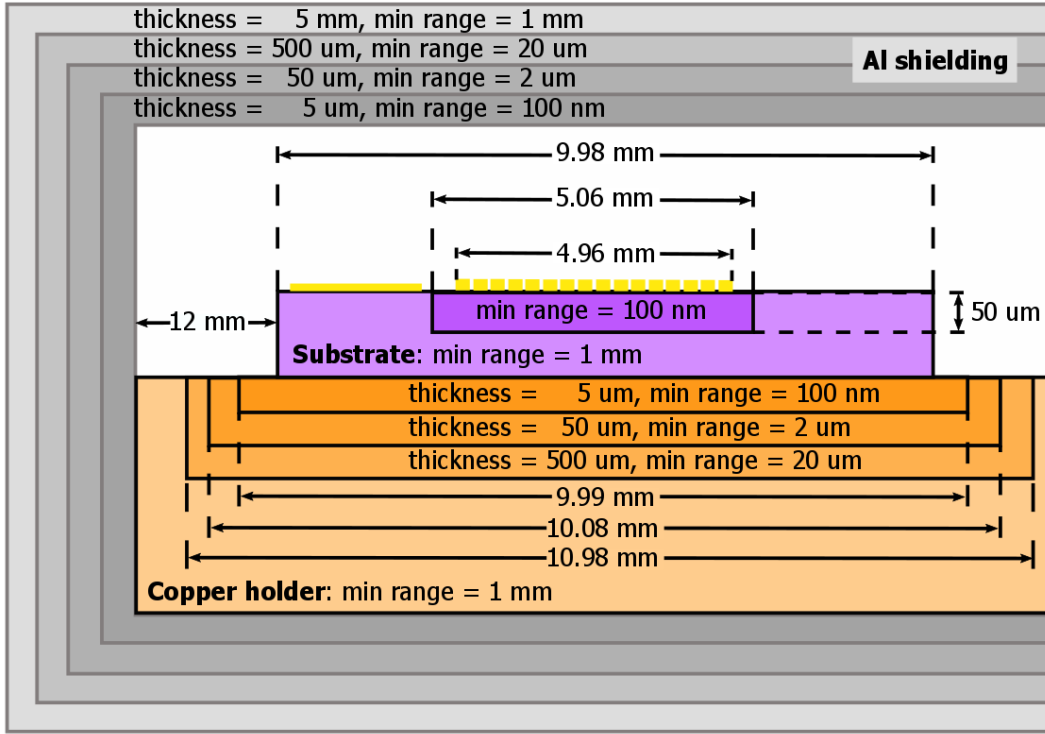 thickness = 5 mm, min range = 1 mm
thickness = 500 um, min range = 20 um
thickness = 50 um, min range = 2 um
thickness = 5 um, min range = 100 nm
Al shielding
9.98 mm
5.06 mm
4.96 mm
min range = 100 nm
50 um
12 mm
Substrate: min range = 1 mm
thickness = 5 um, min range = 100 nm
thickness = 50 um, min range = 2 um
thickness = 500 um, min range = 20 um
9.99 mm
10.08 mm
10.98 mm
Copper holder: min range = 1 mm